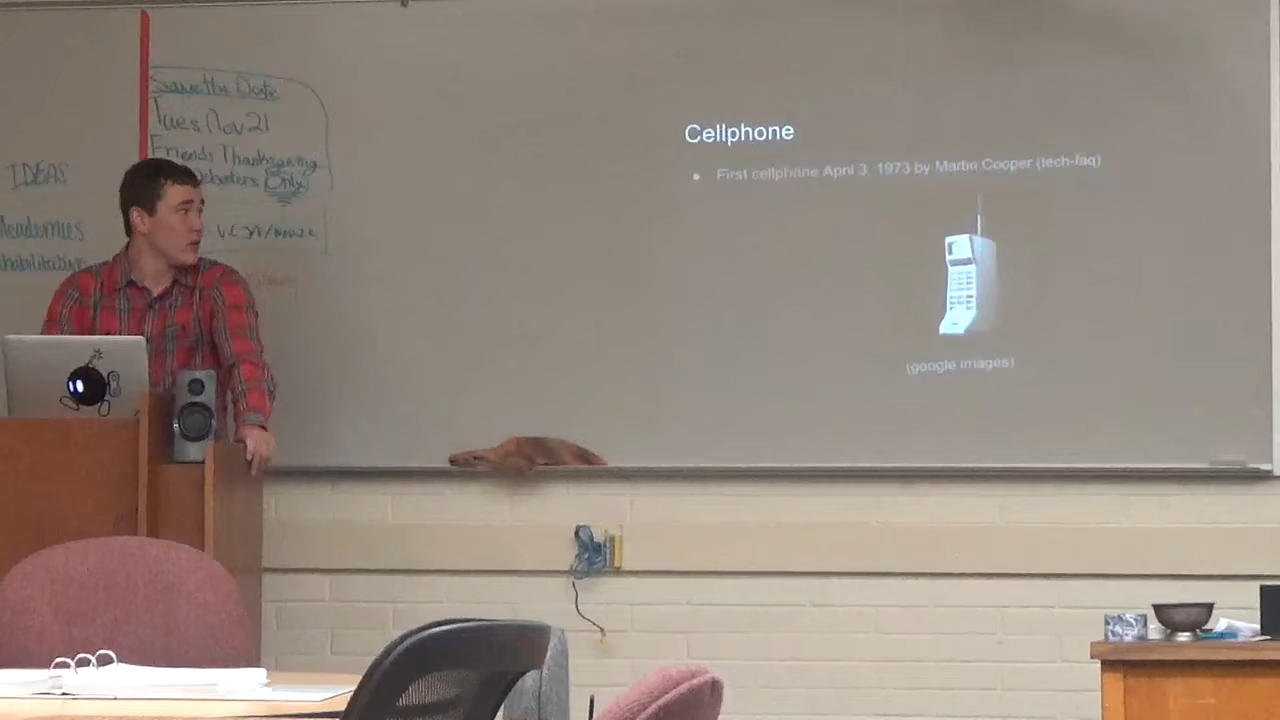 Save the Date
Tues Nov 21
Friends Thanksgiving
Only
IDEAS
Academics
Cellphone
First cellphone April 3, 1973 by Martin Cooper (tech-faq)
(google images)